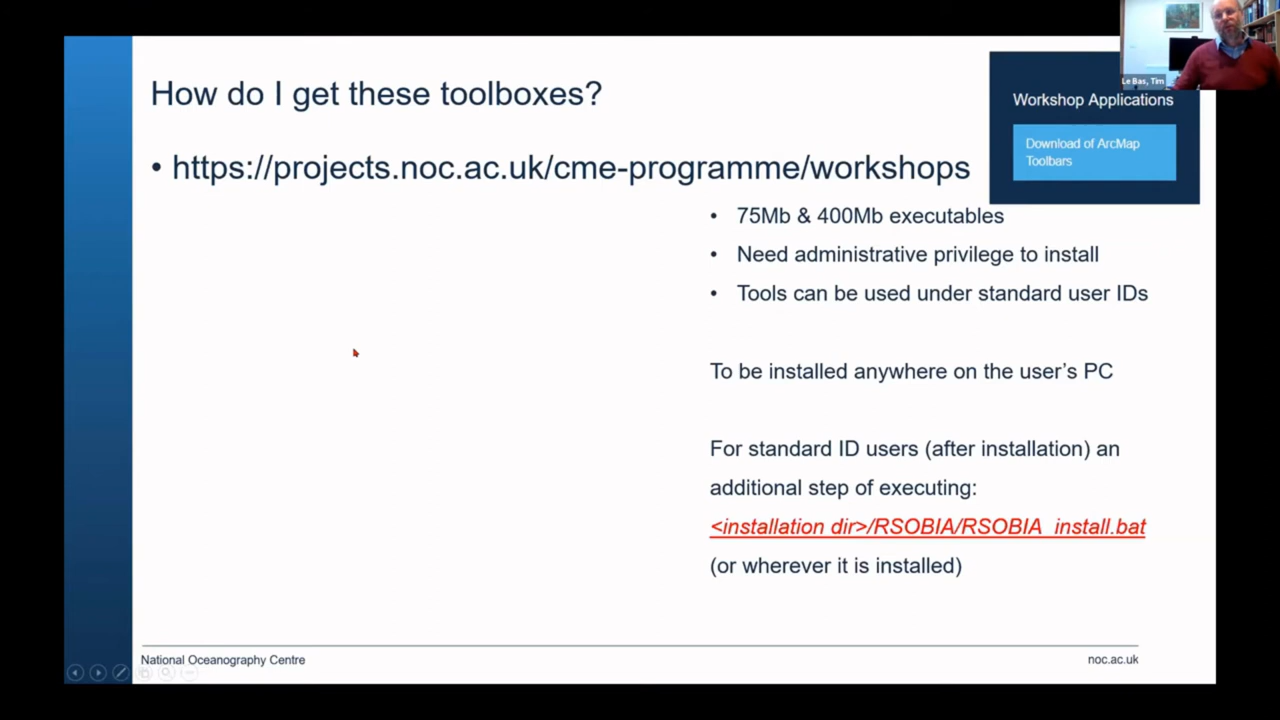 How do I get these toolboxes?
Le Bas, Tim
Workshop Applications
Download of ArcMap
Toolbars
• https://projects.noc.ac.uk/cme-programme/workshops
• 75Mb & 400Mb executables
• Need administrative privilege to install
• Tools can be used under standard user IDs
To be installed anywhere on the user's PC
For standard ID users (after installation) an
additional step of executing:
<installation dir>/RSOBIA/RSOBIA_install.bat
(or wherever it is installed)
National Oceanography Centre
noc.ac.uk